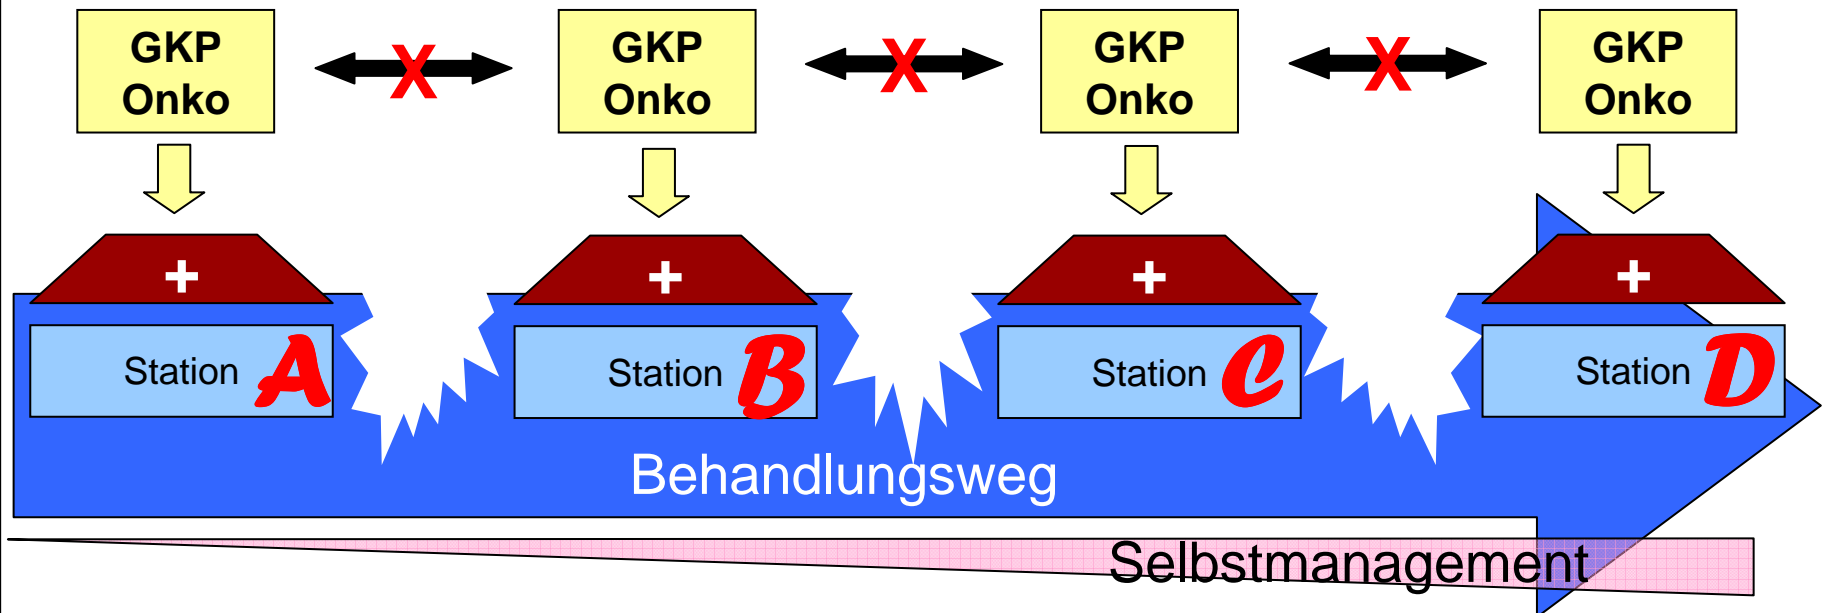 GKP
Onko
X
GKP
Onko
X
GKP
Onko
X
GKP
Onko
+
+
+
+
Station A
Station B
Station C
Station D
Behandlungsweg
Selbstmanagement